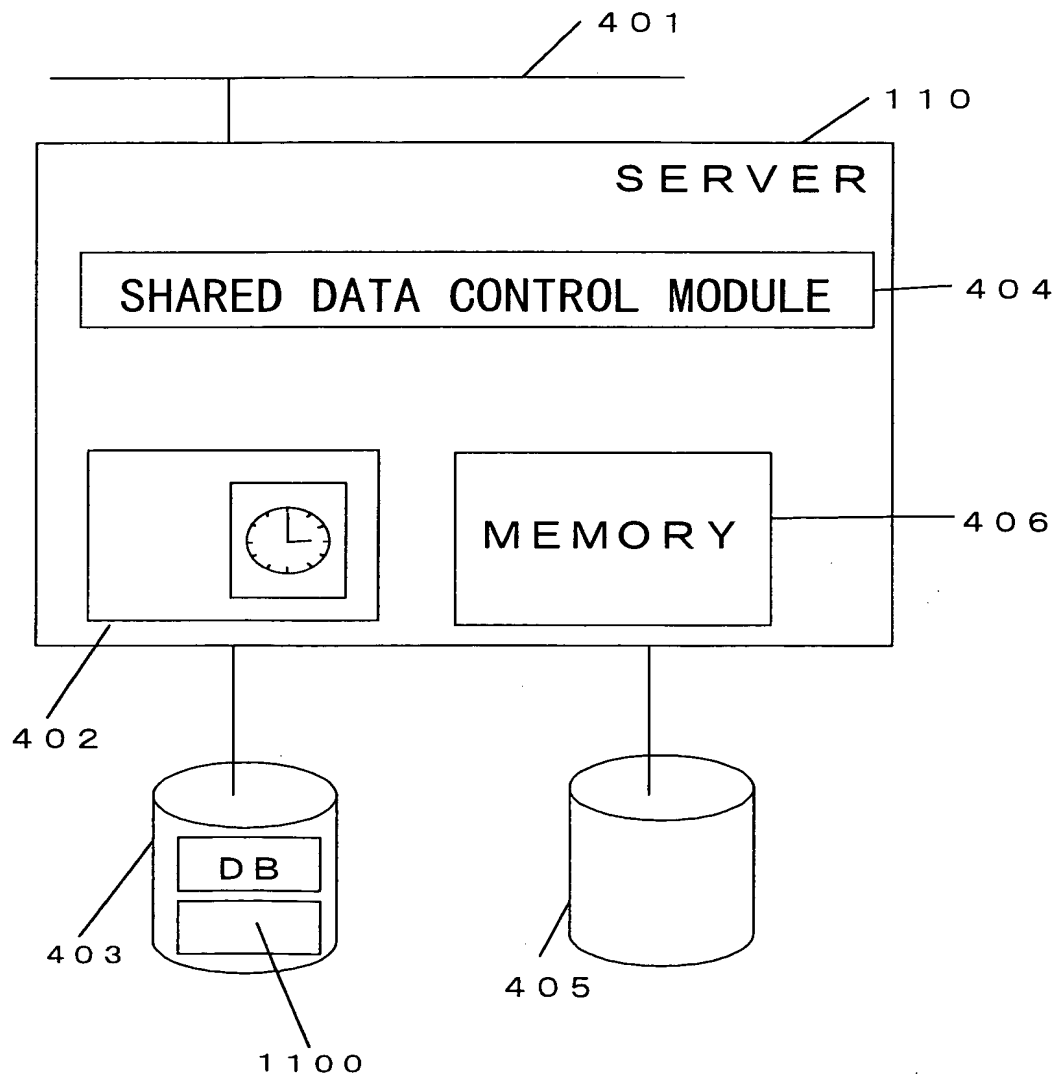 401
110
SERVER
SHARED DATA CONTROL MODULE
404
MEMORY
406
402
DB
403
405
1100